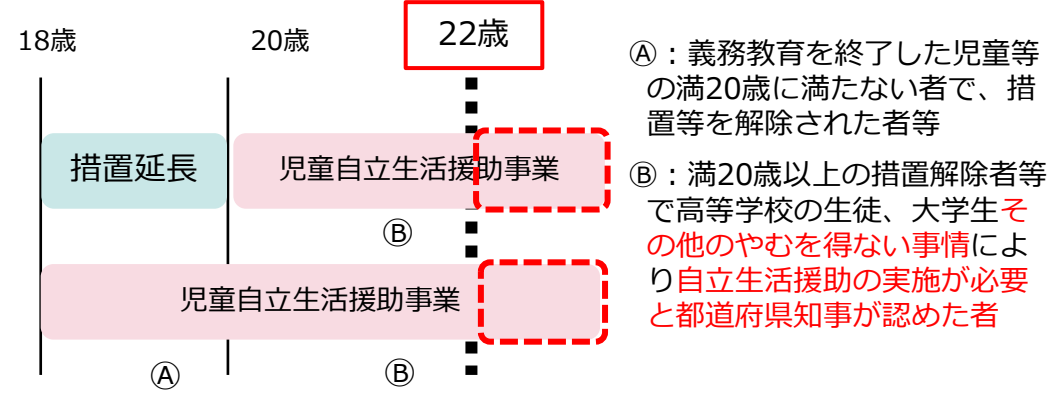 18歳
20歳
22歳
措置延長
児童自立生活援助事業
Ⓑ
児童自立生活援助事業
Ⓐ
Ⓑ
Ⓐ：義務教育を終了した児童等
の満20歳に満たない者で、措
置等を解除された者等
Ⓑ：満20歳以上の措置解除者等
で高等学校の生徒、大学生そ
の他のやむを得ない事情によ
り自立生活援助の実施が必要
と都道府県知事が認めた者